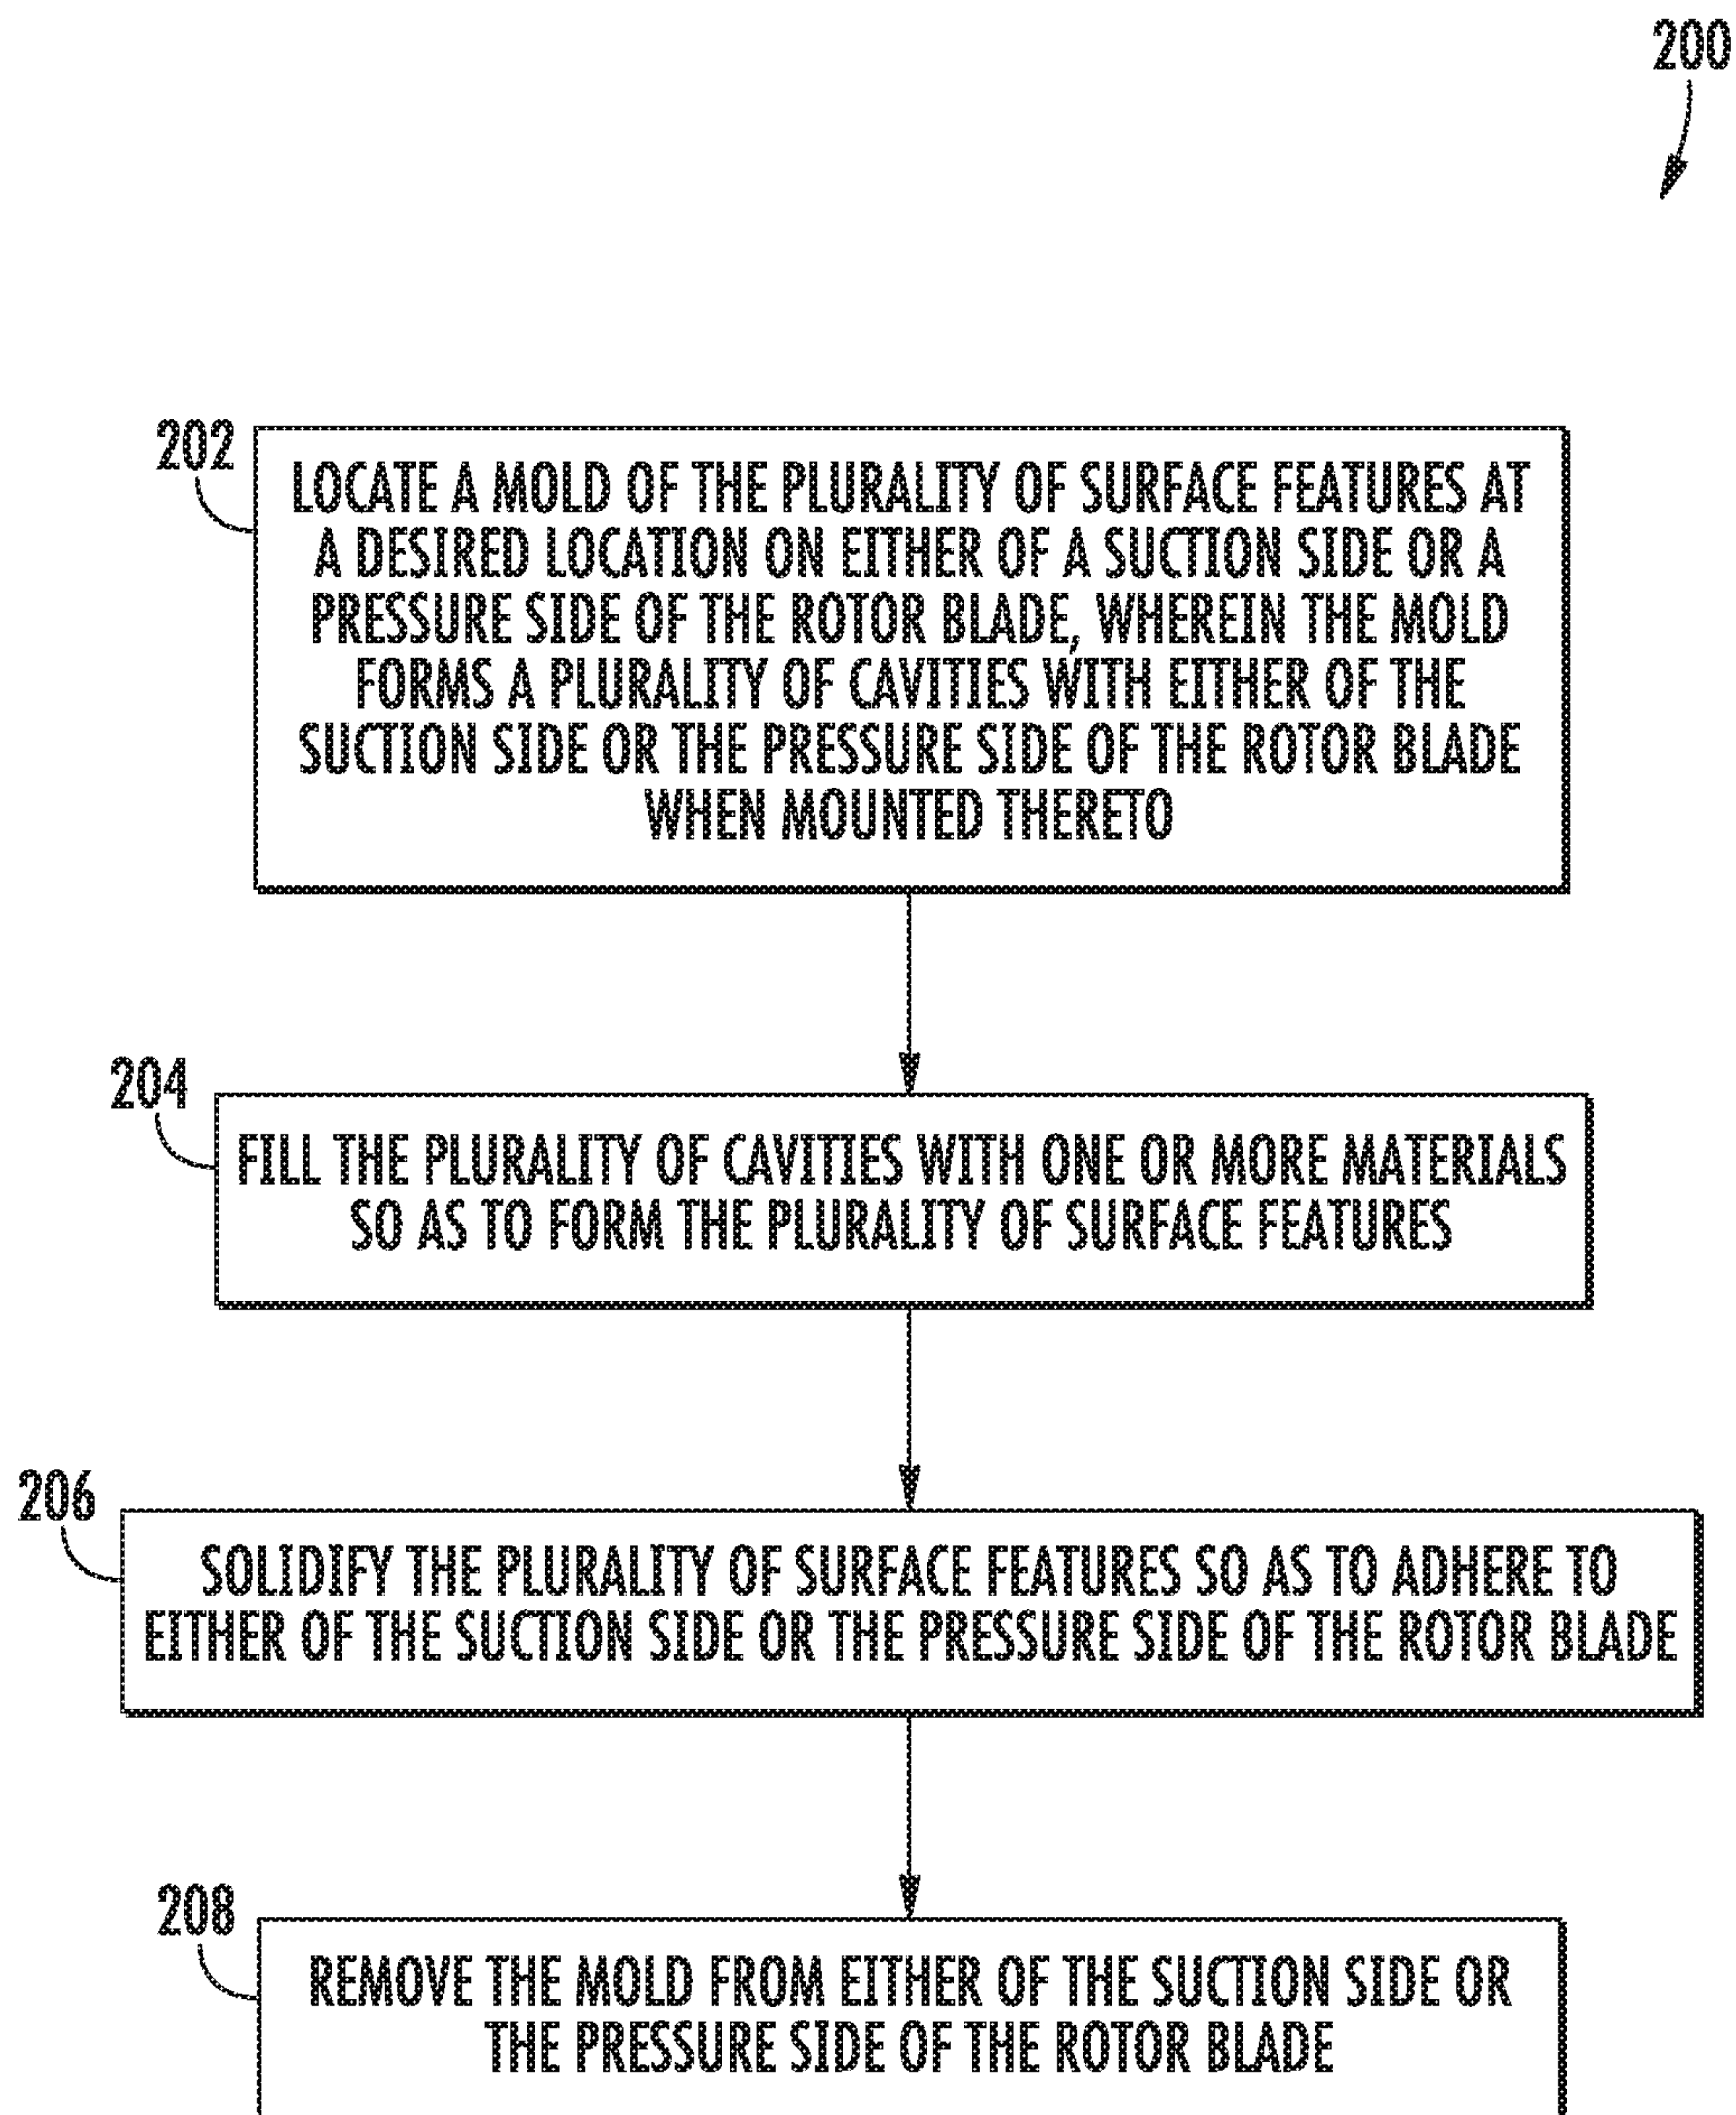 200
202
LOCATE A MOLD OF THE PLURALITY OF SURFACE FEATURES AT
A DESIRED LOCATION ON EITHER OF A SUCTION SIDE OR A
PRESSURE SIDE OF THE ROTOR BLADE, WHEREIN THE MOLD
FORMS A PLURALITY OF CAVITIES WITH EITHER OF THE
SUCTION SIDE OR THE PRESSURE SIDE OF THE ROTOR BLADE
WHEN MOUNTED THERETO
204
FILL THE PLURALITY OF CAVITIES WITH ONE OR MORE MATERIALS
SO AS TO FORM THE PLURALITY OF SURFACE FEATURES
206
SOLIDIFY THE PLURALITY OF SURFACE FEATURES SO AS TO ADHERE TO
EITHER OF THE SUCTION SIDE OR THE PRESSURE SIDE OF THE ROTOR BLADE
208
REMOVE THE MOLD FROM EITHER OF THE SUCTION SIDE OR
THE PRESSURE SIDE OF THE ROTOR BLADE